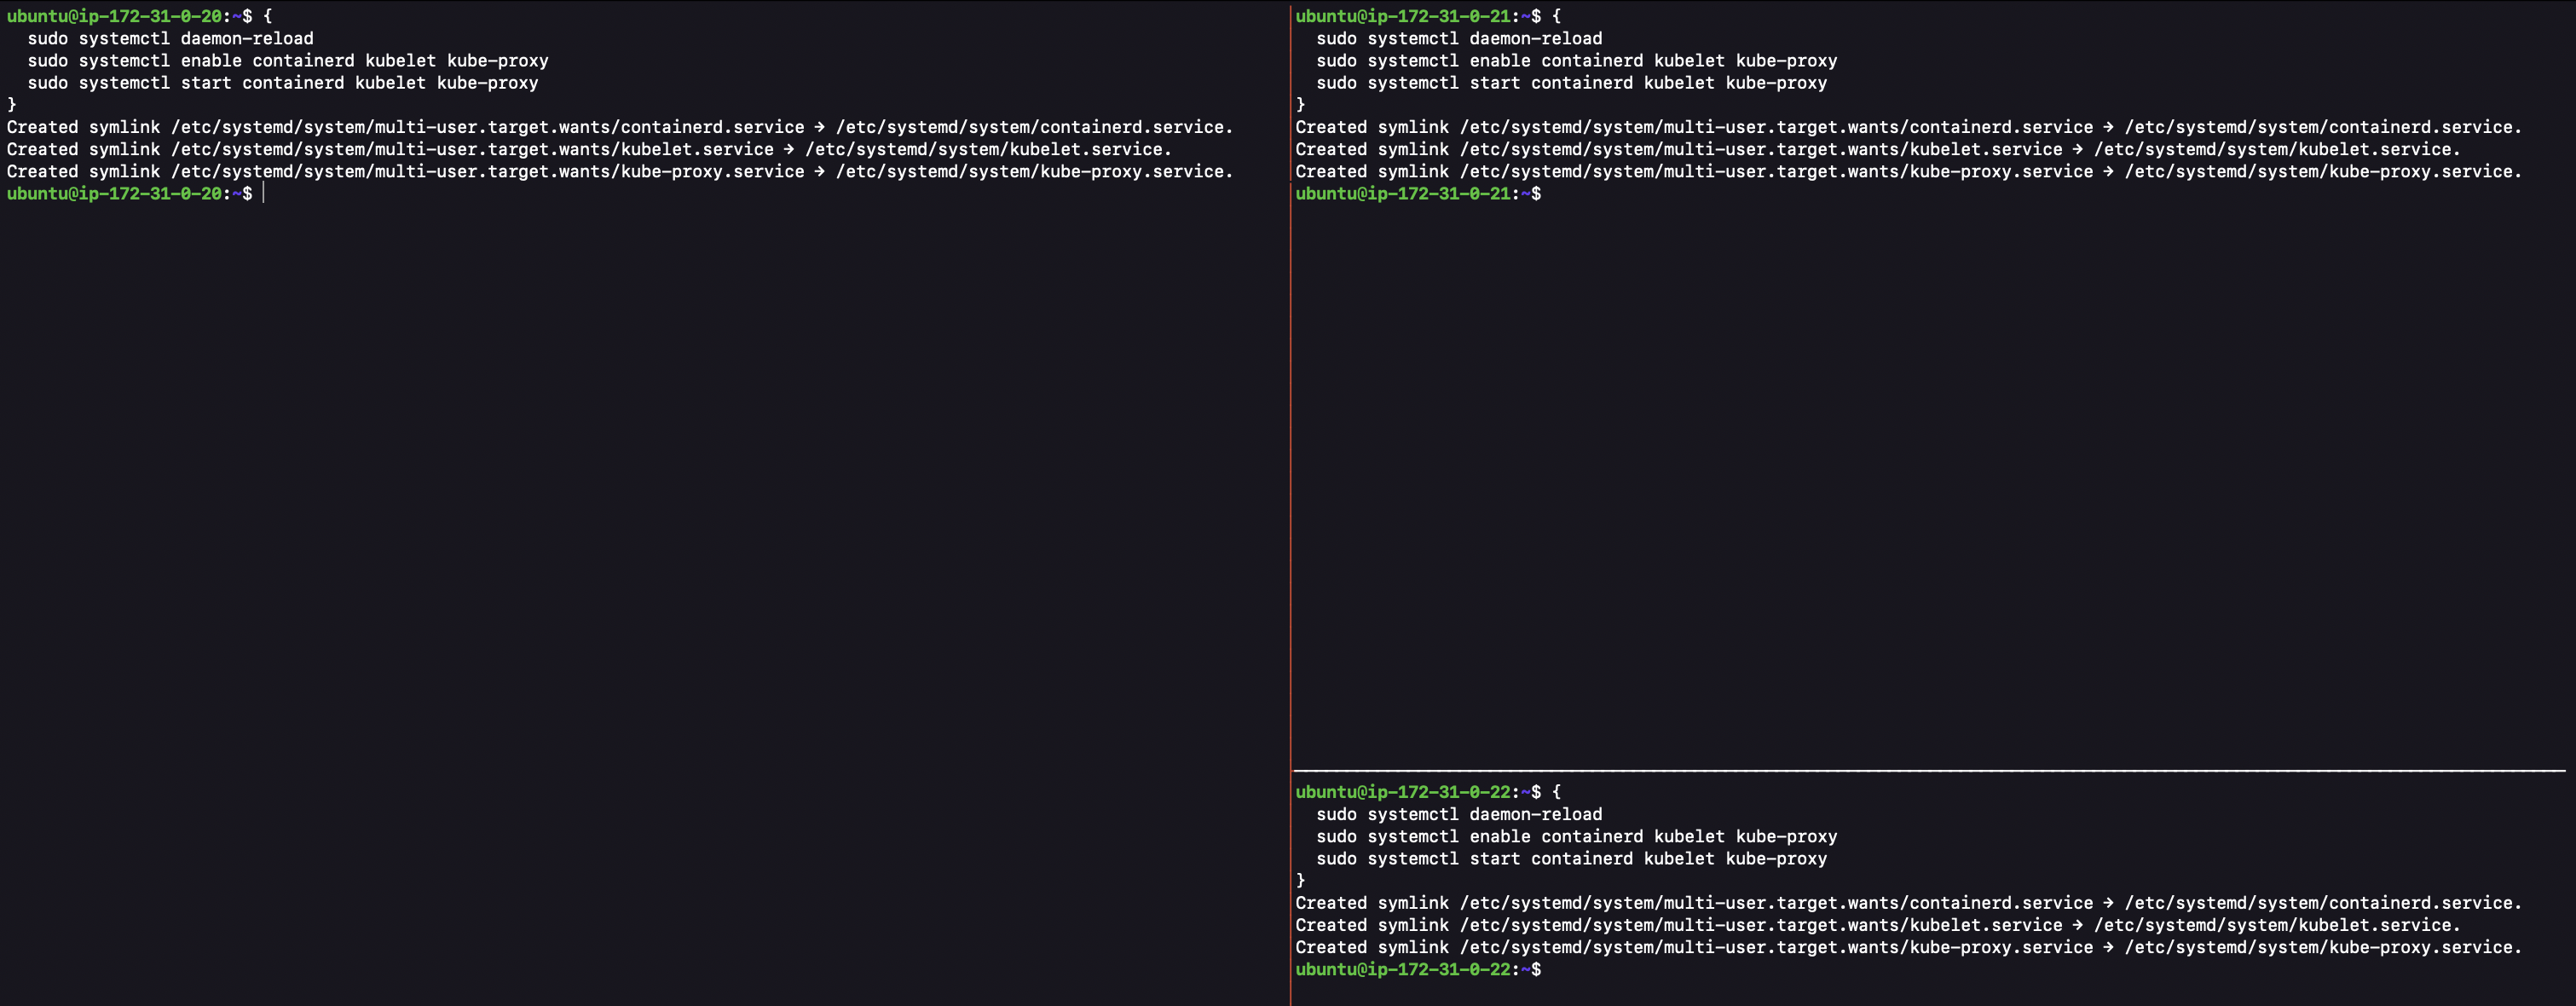 ubuntu@ip-172-31-0-20:~$ {
  sudo systemctl daemon-reload
  sudo systemctl enable containerd kubelet kube-proxy
  sudo systemctl start containerd kubelet kube-proxy
}
Created symlink /etc/systemd/system/multi-user.target.wants/containerd.service → /etc/systemd/system/containerd.service.
Created symlink /etc/systemd/system/multi-user.target.wants/kubelet.service → /etc/systemd/system/kubelet.service.
Created symlink /etc/systemd/system/multi-user.target.wants/kube-proxy.service → /etc/systemd/system/kube-proxy.service.
ubuntu@ip-172-31-0-20:~$
ubuntu@ip-172-31-0-21:~$ {
  sudo systemctl daemon-reload
  sudo systemctl enable containerd kubelet kube-proxy
  sudo systemctl start containerd kubelet kube-proxy
}
Created symlink /etc/systemd/system/multi-user.target.wants/containerd.service → /etc/systemd/system/containerd.service.
Created symlink /etc/systemd/system/multi-user.target.wants/kubelet.service → /etc/systemd/system/kubelet.service.
Created symlink /etc/systemd/system/multi-user.target.wants/kube-proxy.service → /etc/systemd/system/kube-proxy.service.
ubuntu@ip-172-31-0-21:~$
ubuntu@ip-172-31-0-22:~$ {
  sudo systemctl daemon-reload
  sudo systemctl enable containerd kubelet kube-proxy
  sudo systemctl start containerd kubelet kube-proxy
}
Created symlink /etc/systemd/system/multi-user.target.wants/containerd.service → /etc/systemd/system/containerd.service.
Created symlink /etc/systemd/system/multi-user.target.wants/kubelet.service → /etc/systemd/system/kubelet.service.
Created symlink /etc/systemd/system/multi-user.target.wants/kube-proxy.service → /etc/systemd/system/kube-proxy.service.
ubuntu@ip-172-31-0-22:~$